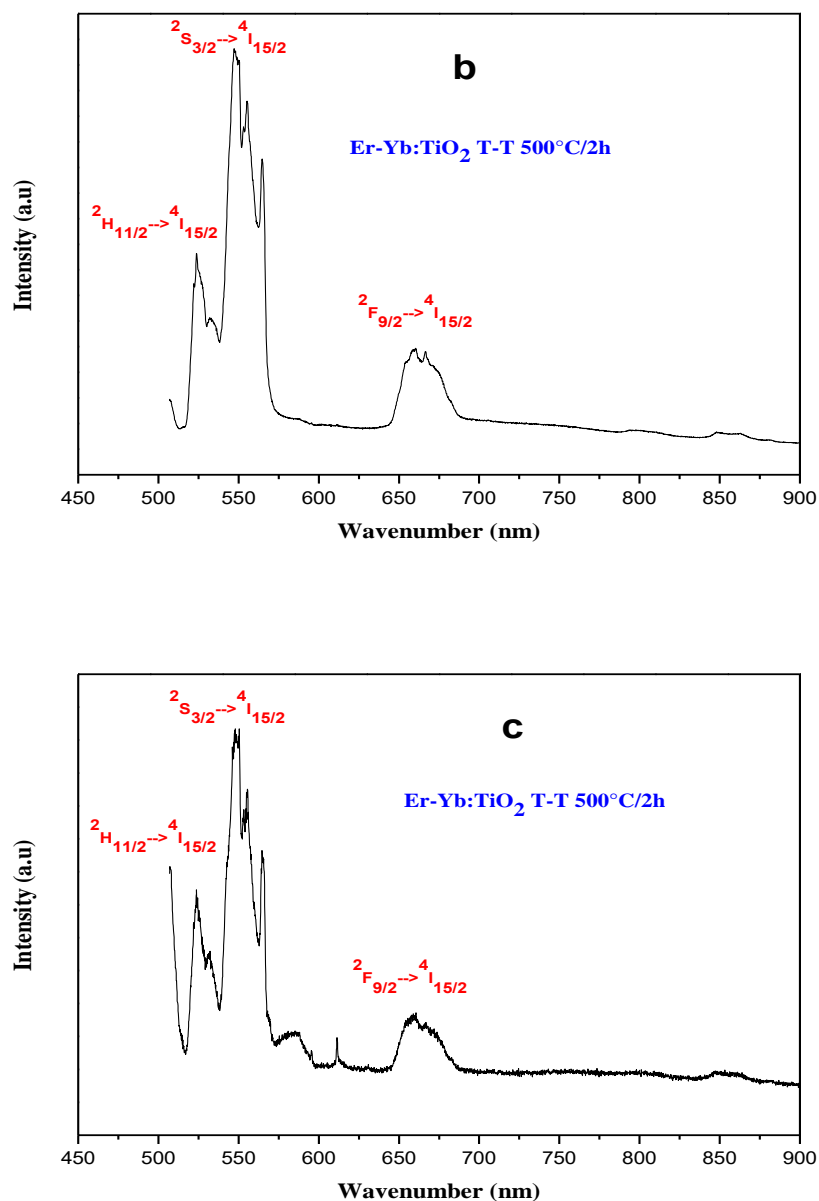 ²S₃/₂-->⁴I₁₅/₂
b
Er-Yb:TiO₂ T-T 500°C/2h
²H₁₁/₂-->⁴I₁₅/₂
²F₉/₂-->⁴I₁₅/₂
Intensity (a.u)
450 500 550 600 650 700 750 800 850 900
Wavenumber (nm)
²S₃/₂-->⁴I₁₅/₂
c
Er-Yb:TiO₂ T-T 500°C/2h
²H₁₁/₂-->⁴I₁₅/₂
²F₉/₂-->⁴I₁₅/₂
Intensity (a.u)
450 500 550 600 650 700 750 800 850 900
Wavenumber (nm)